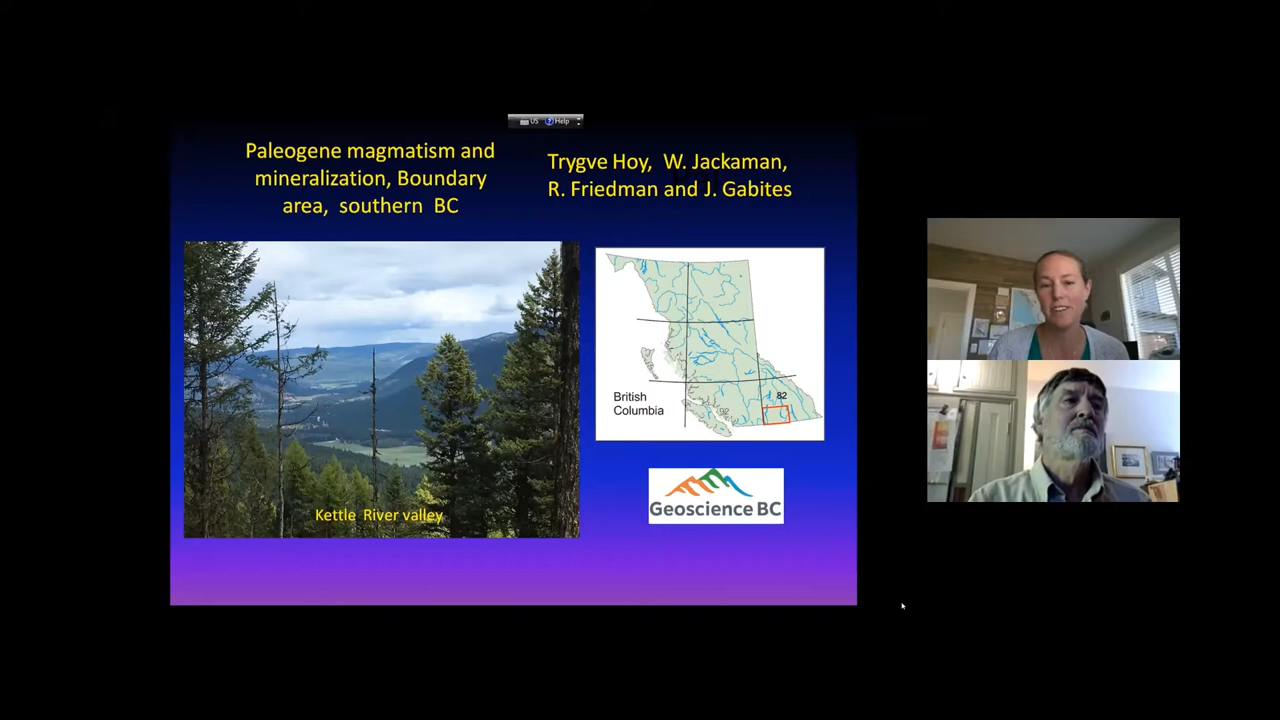 US Help
Paleogene magmatism and
mineralization, Boundary
area, southern BC
Trygve Hoy, W. Jackaman,
R. Friedman and J. Gabites
Kettle River valley
British
Columbia
82
92
Geoscience BC